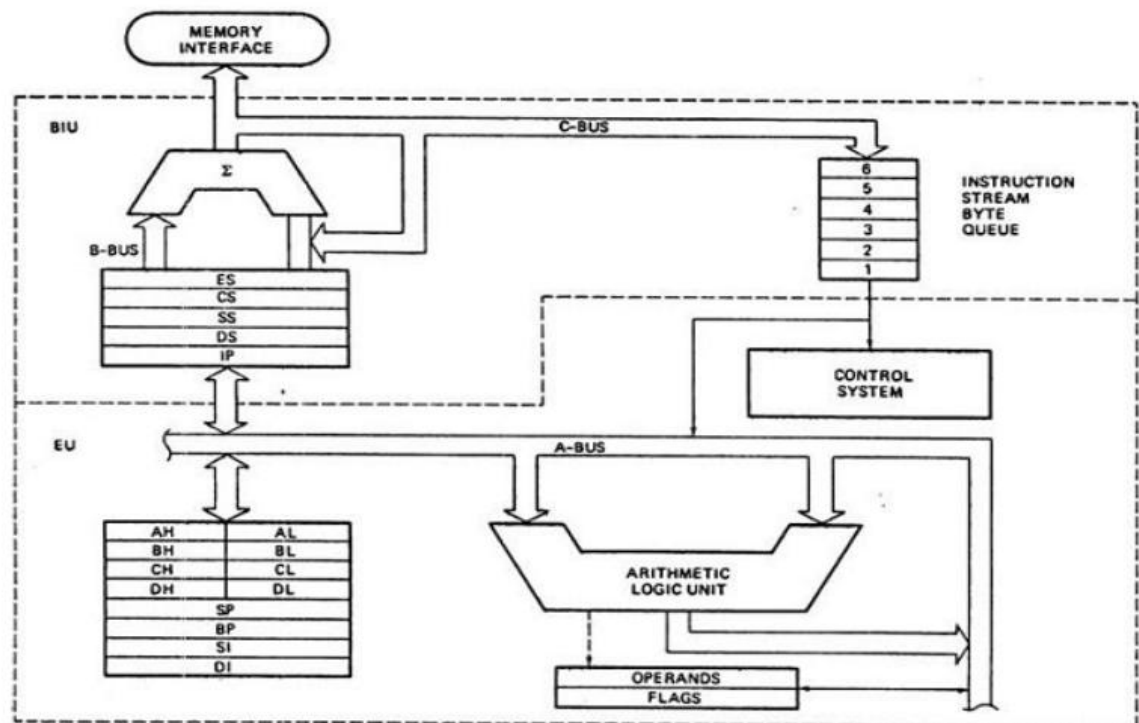 MEMORY
INTERFACE
BIU
C-BUS
Σ
6
5
4
3
2
1
INSTRUCTION
STREAM
BYTE
QUEUE
B-BUS
ES
CS
SS
DS
IP
CONTROL
SYSTEM
EU
A-BUS
AH AL
BH BL
CH CL
DH DL
SP
BP
SI
DI
ARITHMETIC
LOGIC UNIT
OPERANDS
FLAGS